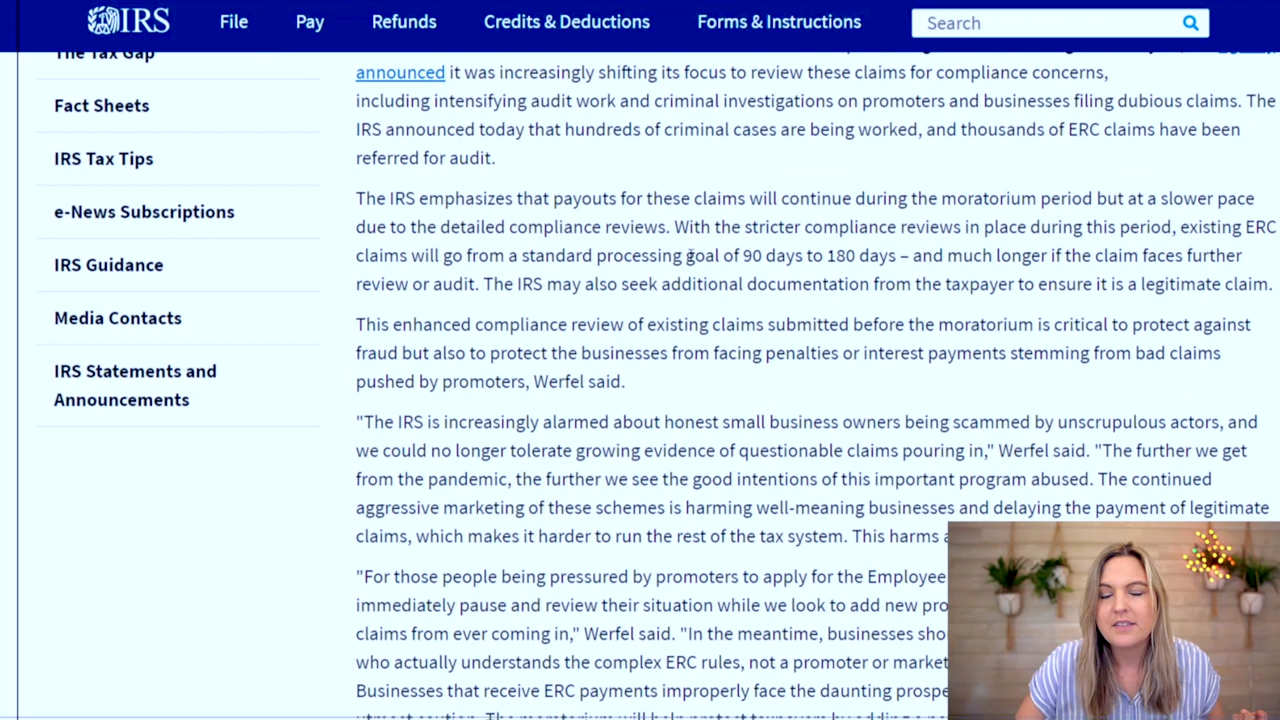 IRS
File
Pay
Refunds
Credits & Deductions
Forms & Instructions
Search
The Tax Gap
Fact Sheets
IRS Tax Tips
e-News Subscriptions
IRS Guidance
Media Contacts
IRS Statements and
Announcements
announced it was increasingly shifting its focus to review these claims for compliance concerns,
including intensifying audit work and criminal investigations on promoters and businesses filing dubious claims. The
IRS announced today that hundreds of criminal cases are being worked, and thousands of ERC claims have been
referred for audit.
The IRS emphasizes that payouts for these claims will continue during the moratorium period but at a slower pace
due to the detailed compliance reviews. With the stricter compliance reviews in place during this period, existing ERC
claims will go from a standard processing goal of 90 days to 180 days – and much longer if the claim faces further
review or audit. The IRS may also seek additional documentation from the taxpayer to ensure it is a legitimate claim.
This enhanced compliance review of existing claims submitted before the moratorium is critical to protect against
fraud but also to protect the businesses from facing penalties or interest payments stemming from bad claims
pushed by promoters, Werfel said.
"The IRS is increasingly alarmed about honest small business owners being scammed by unscrupulous actors, and
we could no longer tolerate growing evidence of questionable claims pouring in," Werfel said. "The further we get
from the pandemic, the further we see the good intentions of this important program abused. The continued
aggressive marketing of these schemes is harming well-meaning businesses and delaying the payment of legitimate
claims, which makes it harder to run the rest of the tax system. This harms
"For those people being pressured by promoters to apply for the Employee
immediately pause and review their situation while we look to add new pro
claims from ever coming in," Werfel said. "In the meantime, businesses sho
who actually understands the complex ERC rules, not a promoter or market
Businesses that receive ERC payments improperly face the daunting prospe